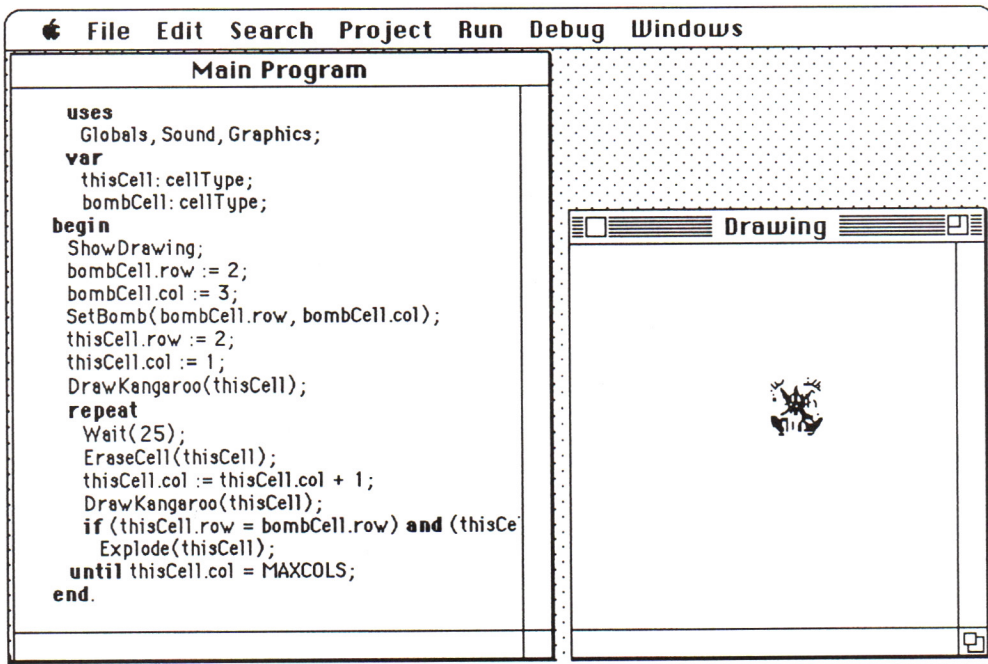 File Edit Search Project Run Debug Windows
Main Program
uses
Globals, Sound, Graphics;
var
thisCell: cellType;
bombCell: cellType;
begin
ShowDrawing;
bombCell.row := 2;
bombCell.col := 3;
SetBomb(bombCell.row, bombCell.col);
thisCell.row := 2;
thisCell.col := 1;
DrawKangaroo(thisCell);
repeat
Wait(25);
EraseCell(thisCell);
thisCell.col := thisCell.col + 1;
DrawKangaroo(thisCell);
if (thisCell.row = bombCell.row) and (thisCe
Explode(thisCell);
until thisCell.col = MAXCOLS;
end.
Drawing